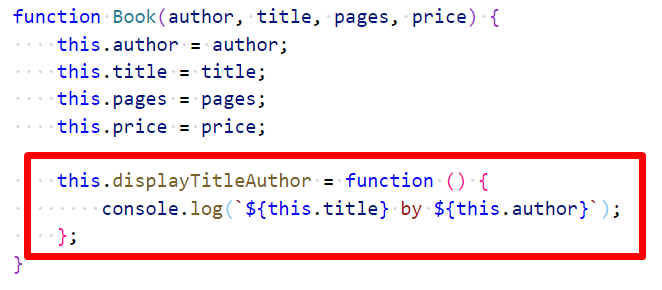 function Book(author, title, pages, price) {
    this.author = author;
    this.title = title;
    this.pages = pages;
    this.price = price;
    this.displayTitleAuthor = function () {
        console.log(`${this.title} by ${this.author}`);
    };
}